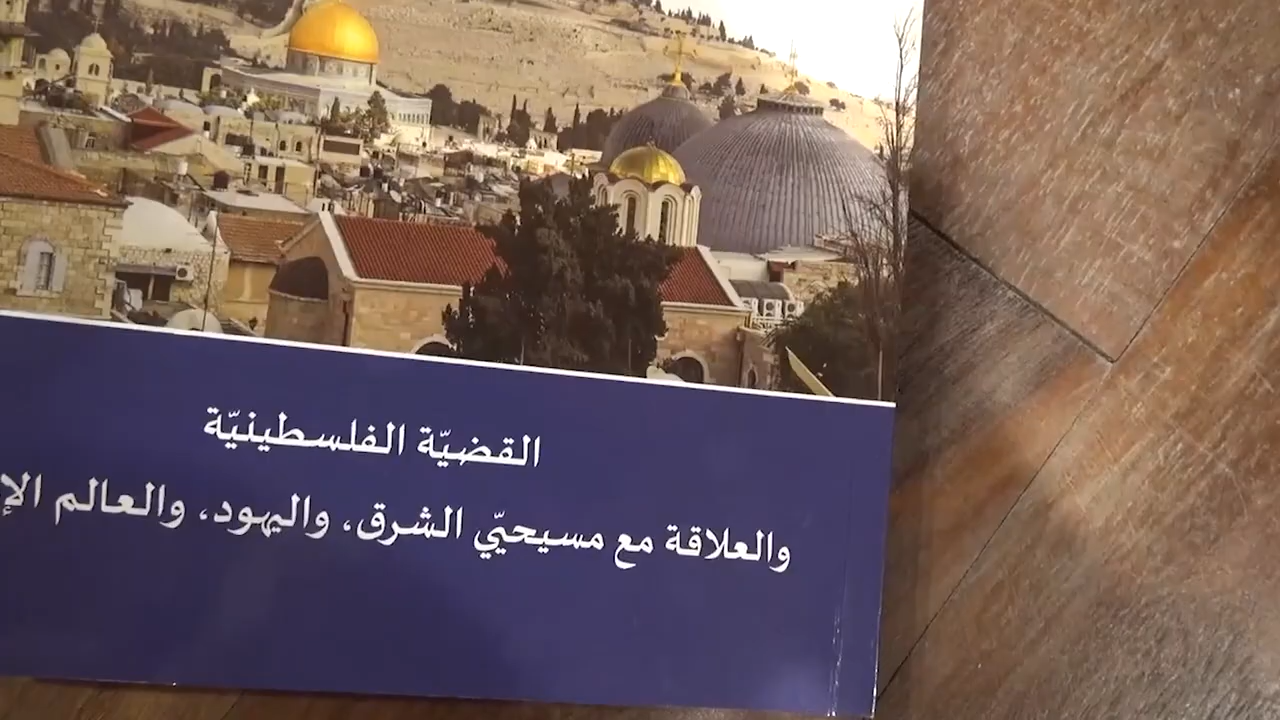 القضيّة الفلسطينيّة
والعلاقة مع مسيحيّي الشرق، واليهود، والعالم